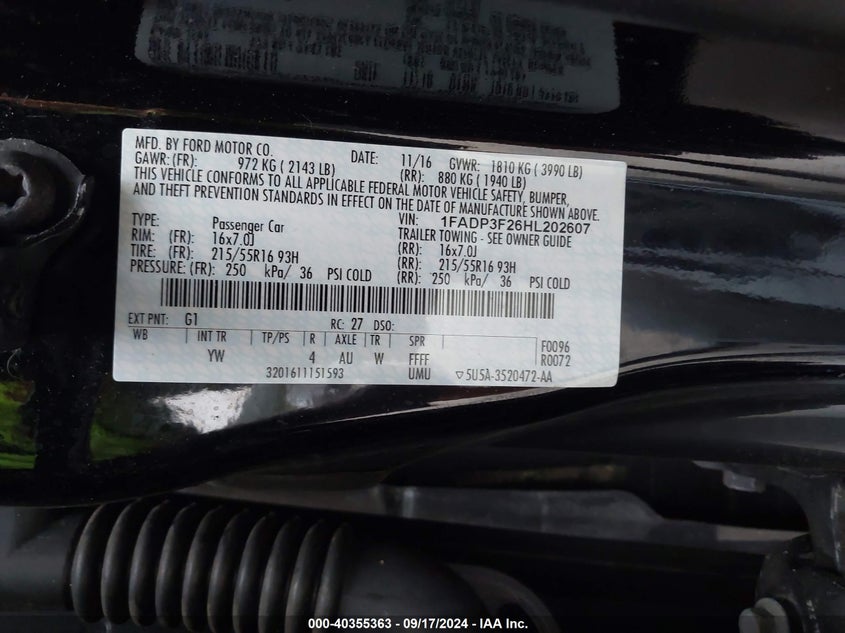 MFD. BY FORD MOTOR CO.
DATE: 11/16 GVWR: 1810 KG ( 3990 LB)
GAWR: (FR): 972 KG ( 2143 LB) (RR): 880 KG ( 1940 LB)
THIS VEHICLE CONFORMS TO ALL APPLICABLE FEDERAL MOTOR VEHICLE SAFETY, BUMPER,
AND THEFT PREVENTION STANDARDS IN EFFECT ON THE DATE OF MANUFACTURE SHOWN ABOVE.
VIN: 1FADP3F26HL202607
TYPE: Passenger Car TRAILER TOWING - SEE OWNER GUIDE
RIM: (FR): 16x7.0J (RR): 16x7.0J
TIRE: (FR): 215/55R16 93H (RR): 215/55R16 93H
PRESSURE: (FR): 250 kPa/ 36 PSI COLD (RR): 250 kPa/ 36 PSI COLD
EXT PNT: G1 RC: 27 DSO:
WB INT TR TP/PS R AXLE TR SPR F0096
YW 4 AU W FFFF R0072
3201611151593 UMU ▽5U5A-3520472-AA
000-40355363 - 09/17/2024 - IAA Inc.